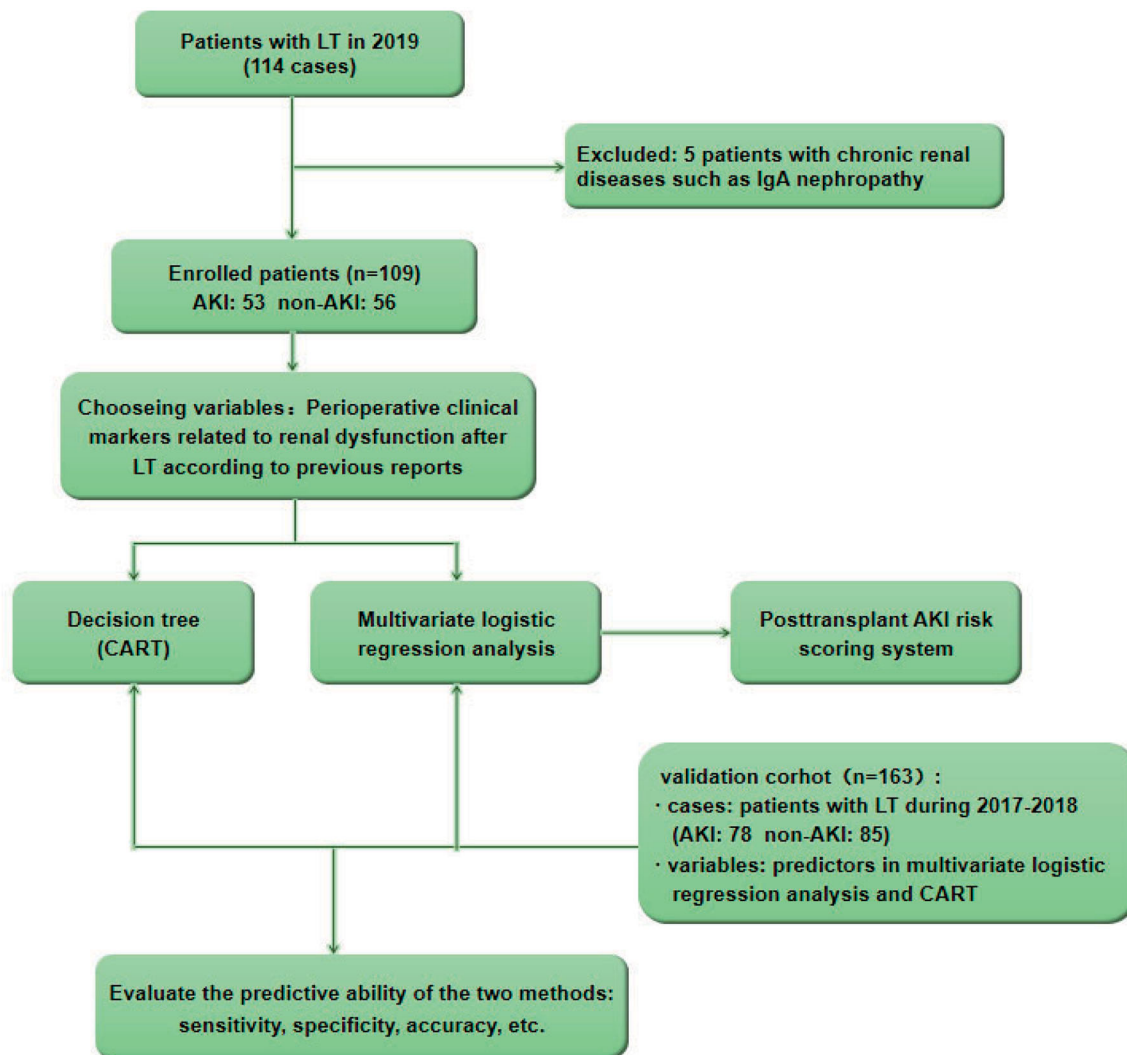 Patients with LT in 2019
(114 cases)
Excluded: 5 patients with chronic renal
diseases such as IgA nephropathy
Enrolled patients (n=109)
AKI: 53  non-AKI: 56
Chooseing variables：Perioperative clinical
markers related to renal dysfunction after
LT according to previous reports
Decision tree
(CART)
Multivariate logistic
regression analysis
Posttransplant AKI risk
scoring system
validation corhot（n=163）:
· cases: patients with LT during 2017-2018
(AKI: 78  non-AKI: 85)
· variables: predictors in multivariate logistic
regression analysis and CART
Evaluate the predictive ability of the two methods:
sensitivity, specificity, accuracy, etc.